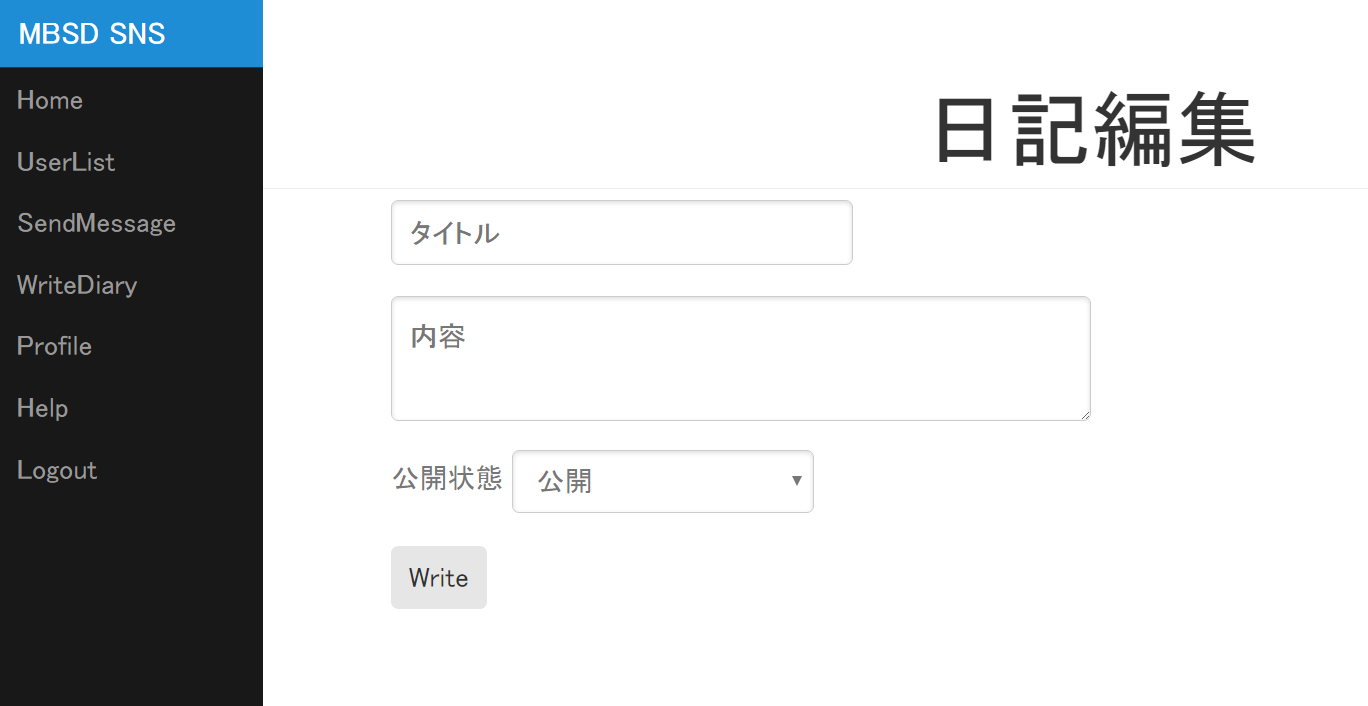 MBSD SNS
Home
UserList
SendMessage
WriteDiary
Profile
Help
Logout
日記編集
タイトル
内容
公開状態 公開
Write